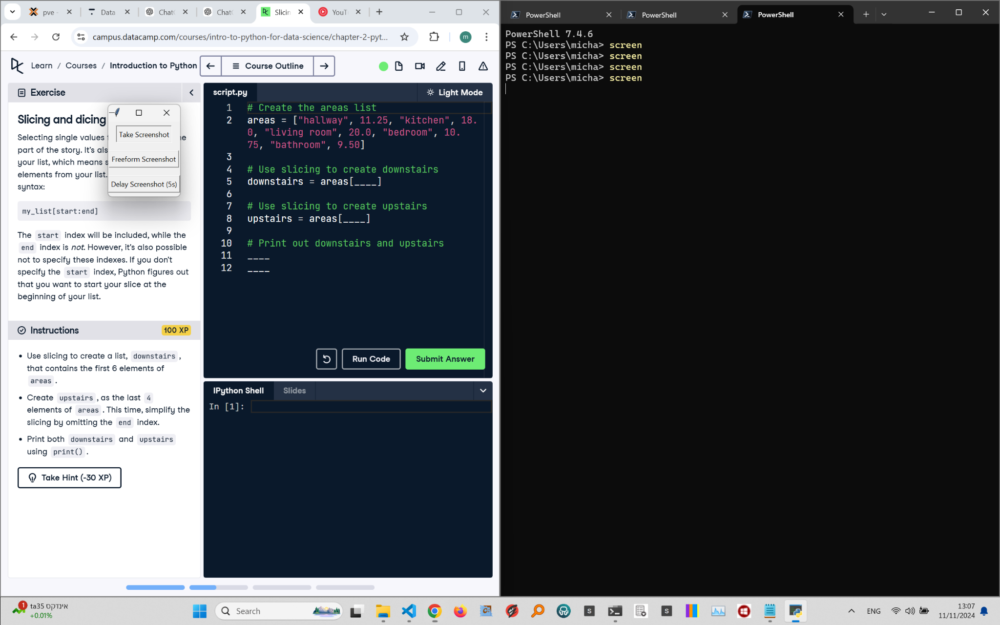 pve -
Data
ChatG
ChatG
Slicin
YouT
campus.datacamp.com/courses/intro-to-python-for-data-science/chapter-2-pyt...
m
Learn / Courses / Introduction to Python
Course Outline
Exercise
Slicing and dicing
Selecting single values
part of the story. It's als
your list, which means s
elements from your list.
syntax:
my_list[start:end]
The start index will be included, while the
end index is not. However, it's also possible
not to specify these indexes. If you don't
specify the start index, Python figures out
that you want to start your slice at the
beginning of your list.
Take Screenshot
Freeform Screenshot
Delay Screenshot (5s)
Instructions
100 XP
• Use slicing to create a list, downstairs ,
that contains the first 6 elements of
areas .
• Create upstairs , as the last 4
elements of areas . This time, simplify the
slicing by omitting the end index.
• Print both downstairs and upstairs
using print() .
Take Hint (-30 XP)
script.py
Light Mode
1 # Create the areas list
2 areas = ["hallway", 11.25, "kitchen", 18.
0, "living room", 20.0, "bedroom", 10.
75, "bathroom", 9.50]
3
4 # Use slicing to create downstairs
5 downstairs = areas[____]
6
7 # Use slicing to create upstairs
8 upstairs = areas[____]
9
10 # Print out downstairs and upstairs
11 ____
12 ____
Run Code
Submit Answer
IPython Shell
Slides
In [1]:
PowerShell
PowerShell
PowerShell
PowerShell 7.4.6
PS C:\Users\micha> screen
PS C:\Users\micha> screen
PS C:\Users\micha> screen
PS C:\Users\micha> screen
1
ta35 אינדקס
+0.01%
Search
S
S
ENG
13:07
11/11/2024